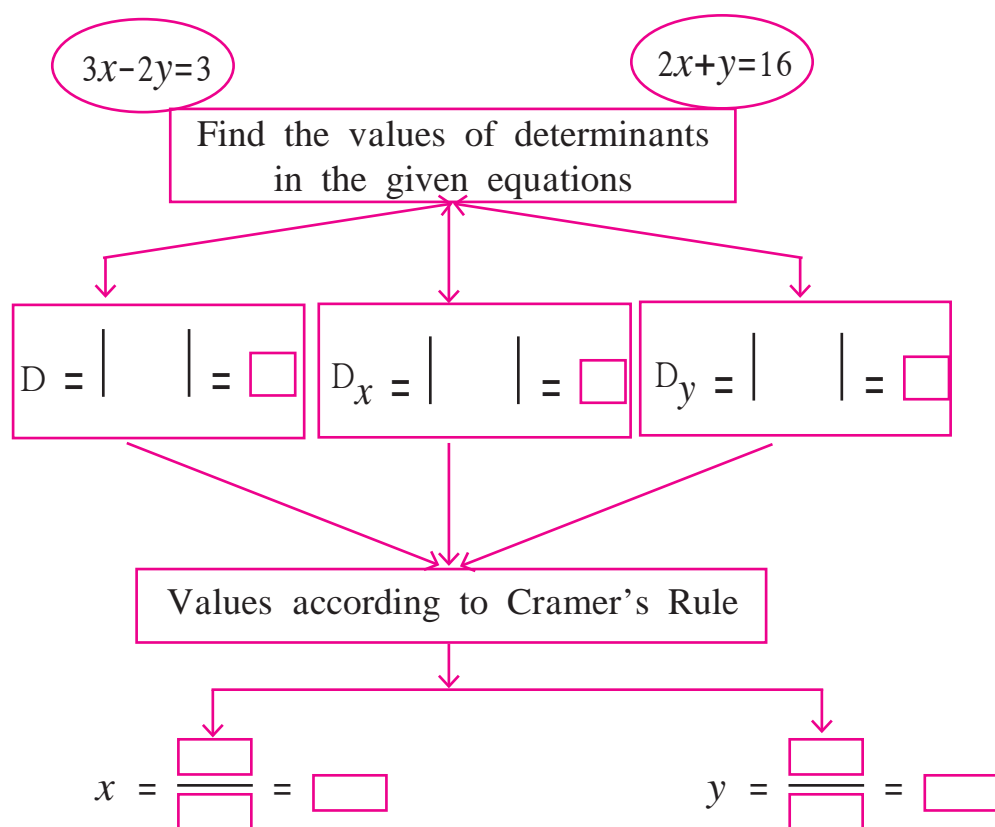 3x-2y=3
2x+y=16
Find the values of determinants
in the given equations
D = | | =
Dx = | | =
Dy = | | =
Values according to Cramer's Rule
x = =
y = =